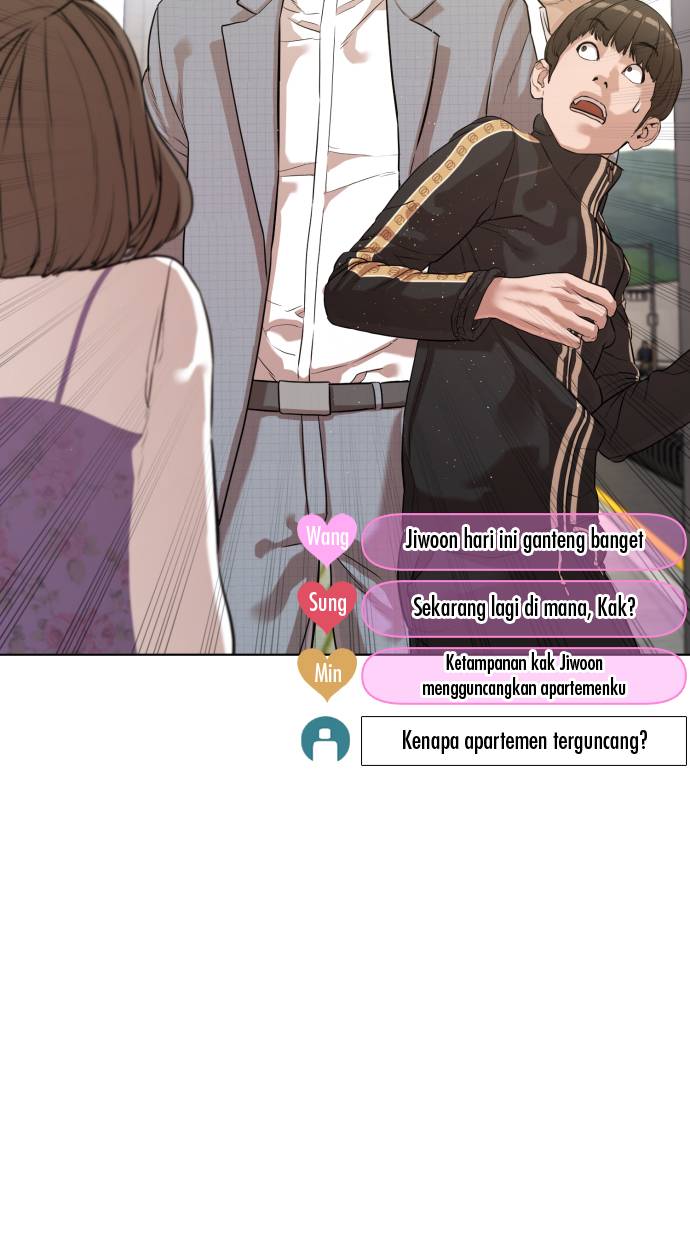 Wang
Jiwoon hari ini ganteng banget
Sung
Sekarang lagi di mana, Kak?
Min
Ketampanan kak Jiwoon
mengguncangkan apartemenku
Kenapa apartemen terguncang?